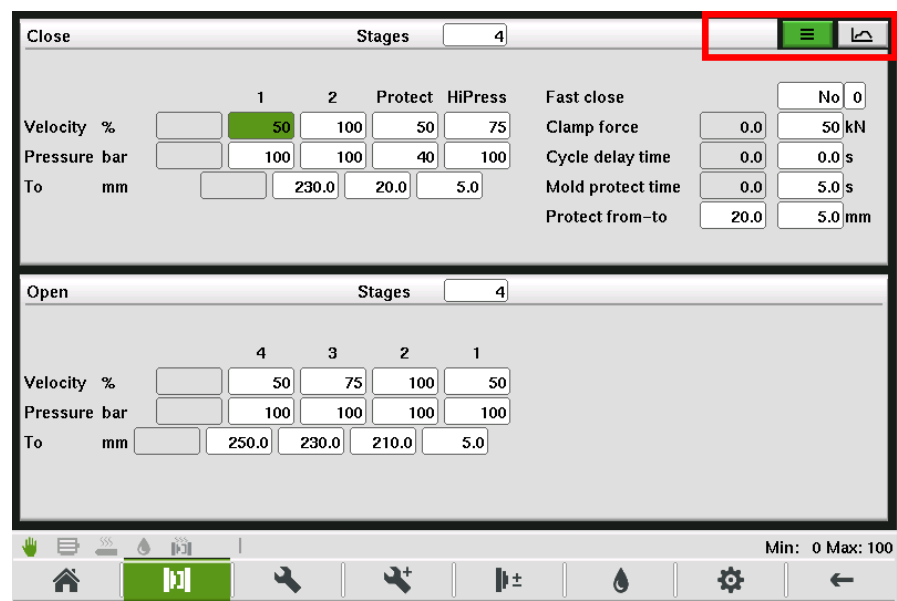 Close Stages 4
1 2 Protect HiPress Fast close No 0
Velocity % 50 100 50 75 Clamp force 0.0 50 kN
Pressure bar 100 100 40 100 Cycle delay time 0.0 0.0 s
To mm 230.0 20.0 5.0 Mold protect time 0.0 5.0 s
Protect from-to 20.0 5.0 mm
Open Stages 4
4 3 2 1
Velocity % 50 75 100 50
Pressure bar 100 100 100 100
To mm 250.0 230.0 210.0 5.0
Min: 0 Max: 100